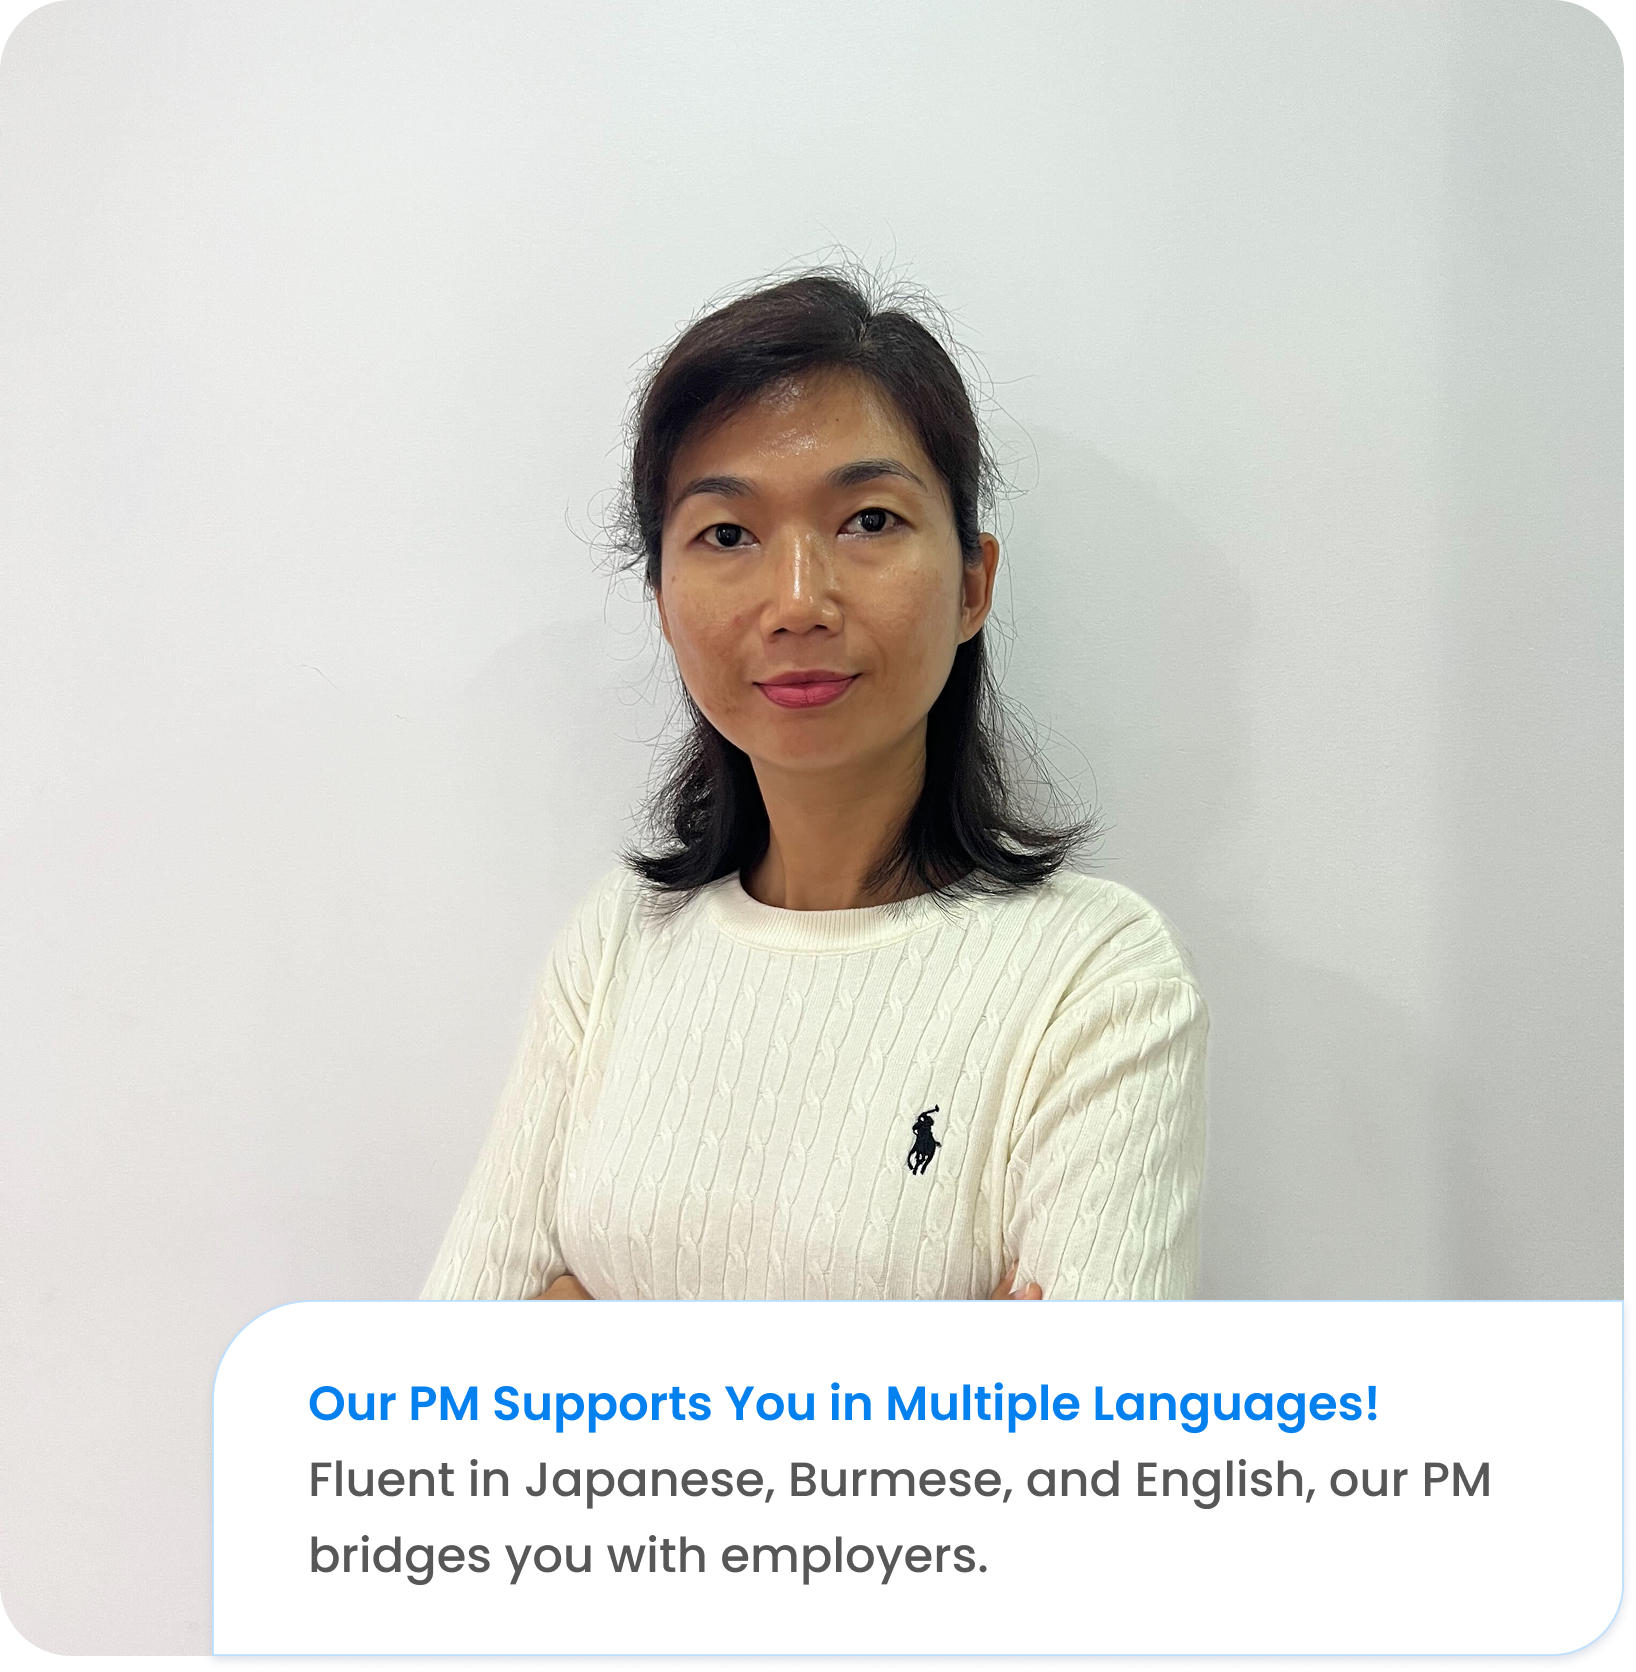 Our PM Supports You in Multiple Languages!
Fluent in Japanese, Burmese, and English, our PM
bridges you with employers.